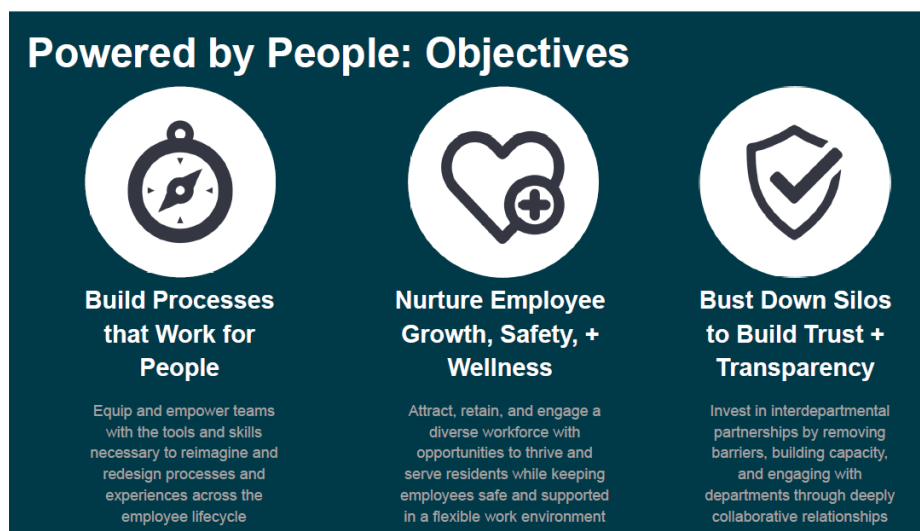 Powered by People: Objectives
Build Processes
that Work for
People
Equip and empower teams
with the tools and skills
necessary to reimagine and
redesign processes and
experiences across the
employee lifecycle
Nurture Employee
Growth, Safety, +
Wellness
Attract, retain, and engage a
diverse workforce with
opportunities to thrive and
serve residents while keeping
employees safe and supported
in a flexible work environment
Bust Down Silos
to Build Trust +
Transparency
Invest in interdepartmental
partnerships by removing
barriers, building capacity,
and engaging with
departments through deeply
collaborative relationships